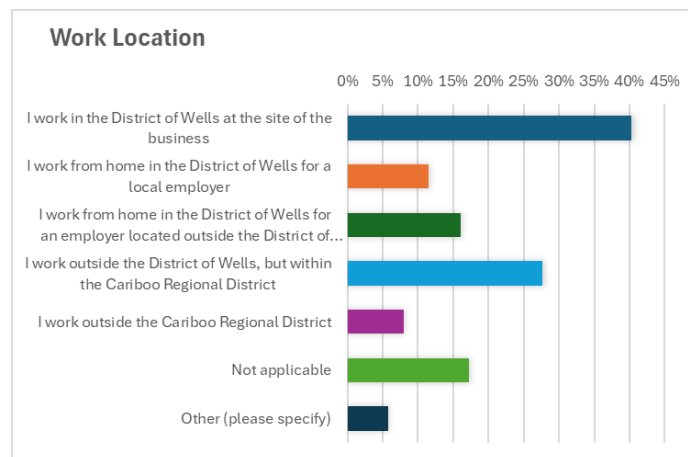 Work Location
0% 5% 10% 15% 20% 25% 30% 35% 40% 45%
I work in the District of Wells at the site of the
business
I work from home in the District of Wells for a
local employer
I work from home in the District of Wells for
an employer located outside the District of...
I work outside the District of Wells, but within
the Cariboo Regional District
I work outside the Cariboo Regional District
Not applicable
Other (please specify)